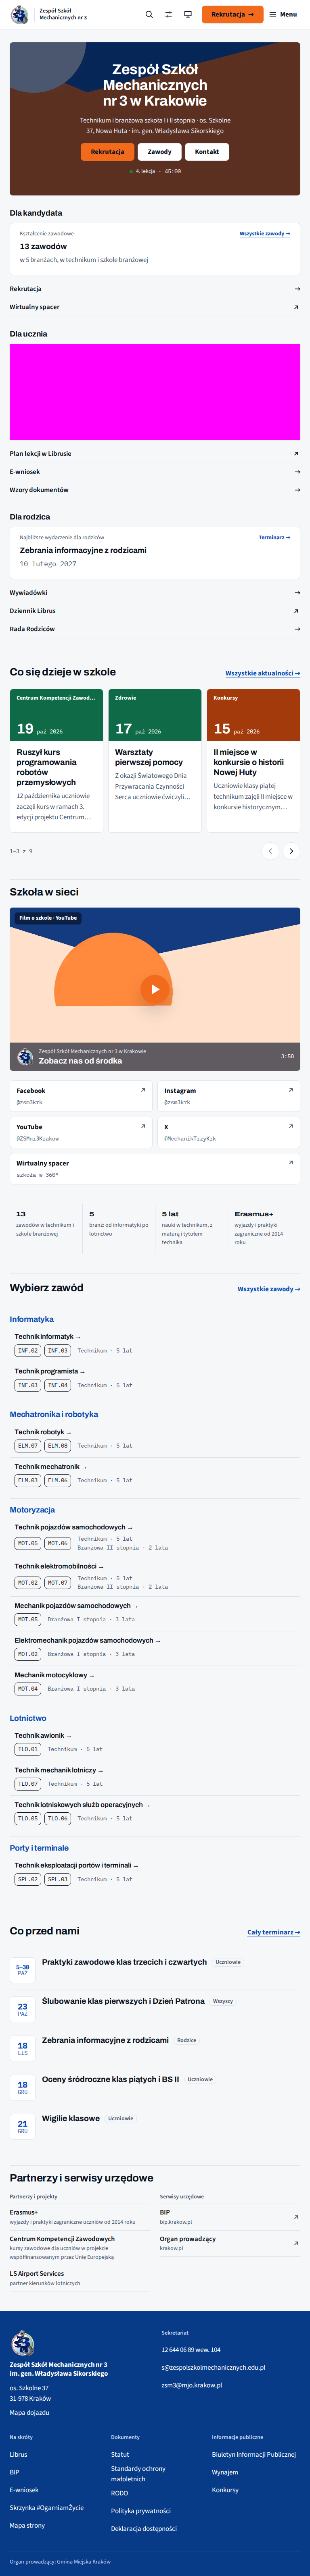 Zespół Szkół
Mechanicznych nr 3
Rekrutacja →
Menu
Zespół Szkół
Mechanicznych
nr 3 w Krakowie
Technikum i branżowa szkoła I i II stopnia · os. Szkolne
37, Nowa Huta · im. gen. Władysława Sikorskiego
Rekrutacja
Zawody
Kontakt
4. lekcja · 45:00
Dla kandydata
Kształcenie zawodowe
Wszystkie zawody →
13 zawodów
w 5 branżach, w technikum i szkole branżowej
Rekrutacja →
Wirtualny spacer ↗
Dla ucznia
Plan lekcji w Librusie ↗
E-wniosek →
Wzory dokumentów →
Dla rodzica
Najbliższe wydarzenie dla rodziców
Terminarz →
Zebrania informacyjne z rodzicami
10 lutego 2027
Wywiadówki →
Dziennik Librus ↗
Rada Rodziców →
Co się dzieje w szkole
Wszystkie aktualności →
Centrum Kompetencji Zawod…
19 paź 2026
Ruszył kurs
programowania
robotów
przemysłowych
12 października uczniowie
zaczęli kurs w ramach 3.
edycji projektu Centrum…
Zdrowie
17 paź 2026
Warsztaty
pierwszej pomocy
Z okazji Światowego Dnia
Przywracania Czynności
Serca uczniowie ćwiczyli…
Konkursy
15 paź 2026
II miejsce w
konkursie o historii
Nowej Huty
Uczniowie klasy piątej
technikum zajęli II miejsce w
konkursie historycznym…
1–3 z 9
Szkoła w sieci
Film o szkole · YouTube
Zespół Szkół Mechanicznych nr 3 w Krakowie
Zobacz nas od środka
3:58
Facebook ↗
@zsm3krk
Instagram ↗
@zsm3krk
YouTube ↗
@ZSMnr3Krakow
X ↗
@MechanikTrzyKrk
Wirtualny spacer ↗
szkoła w 360°
13
zawodów w technikum i
szkole branżowej
5
branż: od informatyki po
lotnictwo
5 lat
nauki w technikum, z
maturą i tytułem
technika
Erasmus+
wyjazdy i praktyki
zagraniczne od 2014
roku
Wybierz zawód
Wszystkie zawody →
Informatyka
Technik informatyk →
INF.02 INF.03 Technikum · 5 lat
Technik programista →
INF.03 INF.04 Technikum · 5 lat
Mechatronika i robotyka
Technik robotyk →
ELM.07 ELM.08 Technikum · 5 lat
Technik mechatronik →
ELM.03 ELM.06 Technikum · 5 lat
Motoryzacja
Technik pojazdów samochodowych →
MOT.05 MOT.06 Technikum · 5 lat
Branżowa II stopnia · 2 lata
Technik elektromobilności →
MOT.02 MOT.07 Technikum · 5 lat
Branżowa II stopnia · 2 lata
Mechanik pojazdów samochodowych →
MOT.05 Branżowa I stopnia · 3 lata
Elektromechanik pojazdów samochodowych →
MOT.02 Branżowa I stopnia · 3 lata
Mechanik motocyklowy →
MOT.04 Branżowa I stopnia · 3 lata
Lotnictwo
Technik awionik →
TLO.01 Technikum · 5 lat
Technik mechanik lotniczy →
TLO.07 Technikum · 5 lat
Technik lotniskowych służb operacyjnych →
TLO.05 TLO.06 Technikum · 5 lat
Porty i terminale
Technik eksploatacji portów i terminali →
SPL.02 SPL.03 Technikum · 5 lat
Co przed nami
Cały terminarz →
5–30
PAŹ
Praktyki zawodowe klas trzecich i czwartych Uczniowie
23
PAŹ
Ślubowanie klas pierwszych i Dzień Patrona Wszyscy
18
LIS
Zebrania informacyjne z rodzicami Rodzice
18
GRU
Oceny śródroczne klas piątych i BS II Uczniowie
21
GRU
Wigilie klasowe Uczniowie
Partnerzy i serwisy urzędowe
Partnerzy i projekty
Erasmus+
wyjazdy i praktyki zagraniczne uczniów od 2014 roku
Centrum Kompetencji Zawodowych
kursy zawodowe dla uczniów w projekcie
współfinansowanym przez Unię Europejską
LS Airport Services
partner kierunków lotniczych
Serwisy urzędowe
BIP ↗
bip.krakow.pl
Organ prowadzący ↗
krakow.pl
Zespół Szkół Mechanicznych nr 3
im. gen. Władysława Sikorskiego
os. Szkolne 37
31-978 Kraków
Mapa dojazdu
Sekretariat
12 644 06 89 wew. 104
s@zespolszkolmechanicznych.edu.pl
zsm3@mjo.krakow.pl
Na skróty
Librus
BIP
E-wniosek
Skrzynka #OgarniamŻycie
Mapa strony
Dokumenty
Statut
Standardy ochrony
małoletnich
RODO
Polityka prywatności
Deklaracja dostępności
Informacje publiczne
Biuletyn Informacji Publicznej
Wynajem
Konkursy
Organ prowadzący: Gmina Miejska Kraków